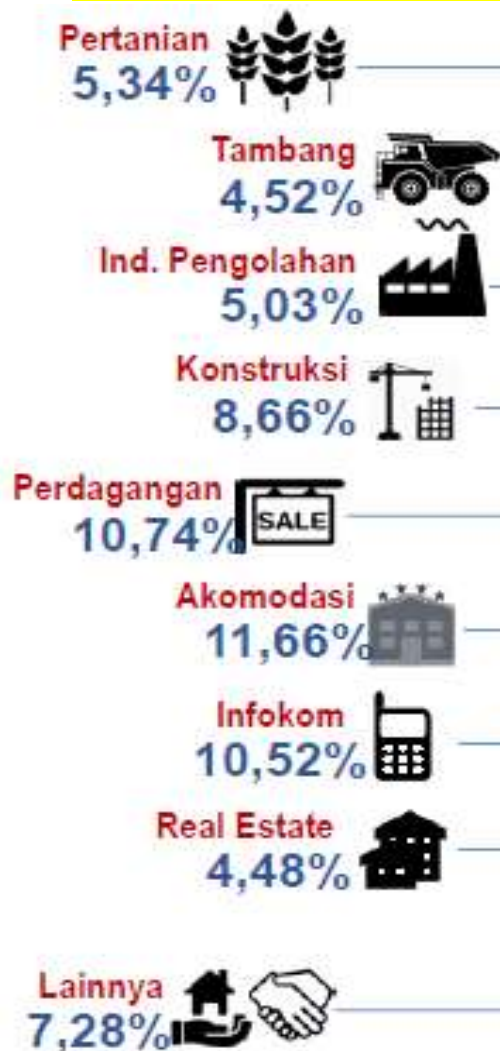 Pertanian
5,34%
Tambang
4,52%
Ind. Pengolahan
5,03%
Konstruksi
8,66%
Perdagangan
10,74%
SALE
Akomodasi
11,66%
Infokom
10,52%
Real Estate
4,48%
Lainnya
7,28%